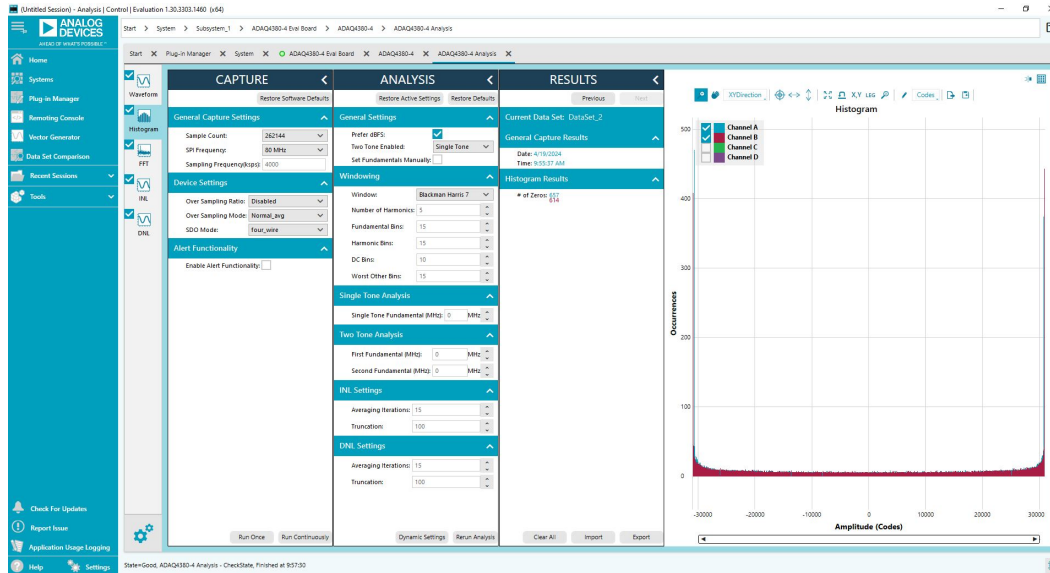 (Untitled Session) - Analysis | Control | Evaluation 1.30.3303.1460 (x64)
ANALOG DEVICES
AHEAD OF WHAT'S POSSIBLE™
Start > System > Subsystem_1 > ADAQ4380-4 Eval Board > ADAQ4380-4 > ADAQ4380-4 Analysis
Start
Plug-in Manager
System
ADAQ4380-4 Eval Board
ADAQ4380-4
ADAQ4380-4 Analysis
Home
Systems
Plug-in Manager
Remoting Console
Vector Generator
Data Set Comparison
Recent Sessions
Tools
Check For Updates
Report Issue
Application Usage Logging
Help
Settings
Waveform
Histogram
FFT
INL
DNL
CAPTURE
Restore Software Defaults
General Capture Settings
Sample Count: 262144
SPI Frequency: 80 MHz
Sampling Frequency(ksps): 4000
Device Settings
Over Sampling Ratio: Disabled
Over Sampling Mode: Normal_avg
SDO Mode: four_wire
Alert Functionality
Enable Alert Functionality:
Run Once
Run Continuously
ANALYSIS
Restore Active Settings
Restore Defaults
General Settings
Prefer dBFS:
Two Tone Enabled: Single Tone
Set Fundamentals Manually:
Windowing
Window: Blackman Harris 7
Number of Harmonics: 5
Fundamental Bins: 15
Harmonic Bins: 15
DC Bins: 10
Worst Other Bins: 15
Single Tone Analysis
Single Tone Fundamental (MHz): 0 MHz
Two Tone Analysis
First Fundamental (MHz): 0 MHz
Second Fundamental (MHz): 0 MHz
INL Settings
Averaging Iterations: 15
Truncation: 100
DNL Settings
Averaging Iterations: 15
Truncation: 100
Dynamic Settings
Rerun Analysis
RESULTS
Previous
Next
Current Data Set: DataSet_2
General Capture Results
Date: 4/19/2024
Time: 9:55:37 AM
Histogram Results
# of Zeros: 657
614
Clear All
Import
Export
XYDirection
X,Y
LEG
Codes
Histogram
Channel A
Channel B
Channel C
Channel D
Occurrences
500
400
300
200
100
0
-30000
-20000
-10000
0
10000
20000
30000
Amplitude (Codes)
State=Good, ADAQ4380-4 Analysis - CheckState, Finished at 9:57:30